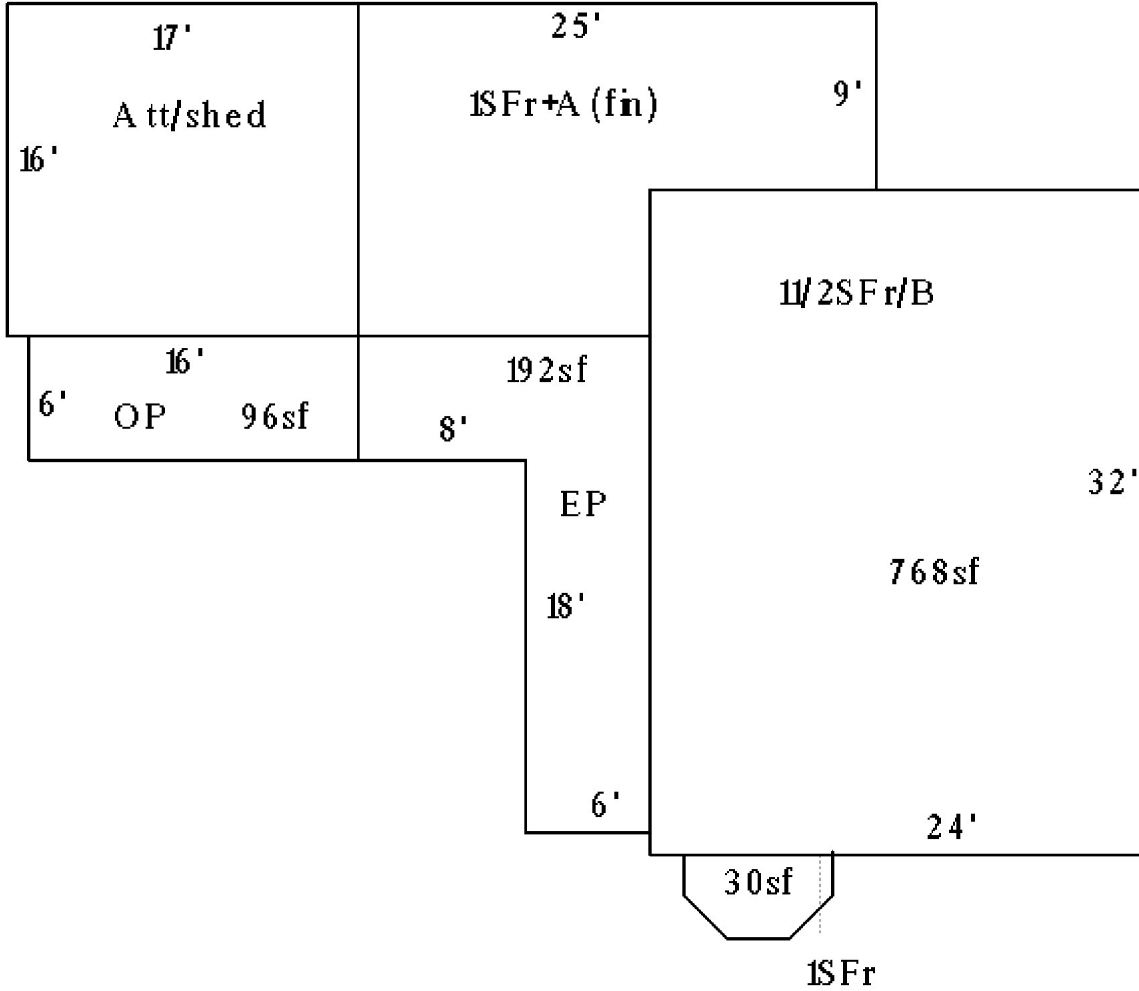 17'
25'
Att/shed
1SFr+A (fin)
9'
16'
11/2SFr/B
16'
192sf
6'
OP
96sf
8'
32'
EP
768sf
18'
6'
24'
30sf
1SFr